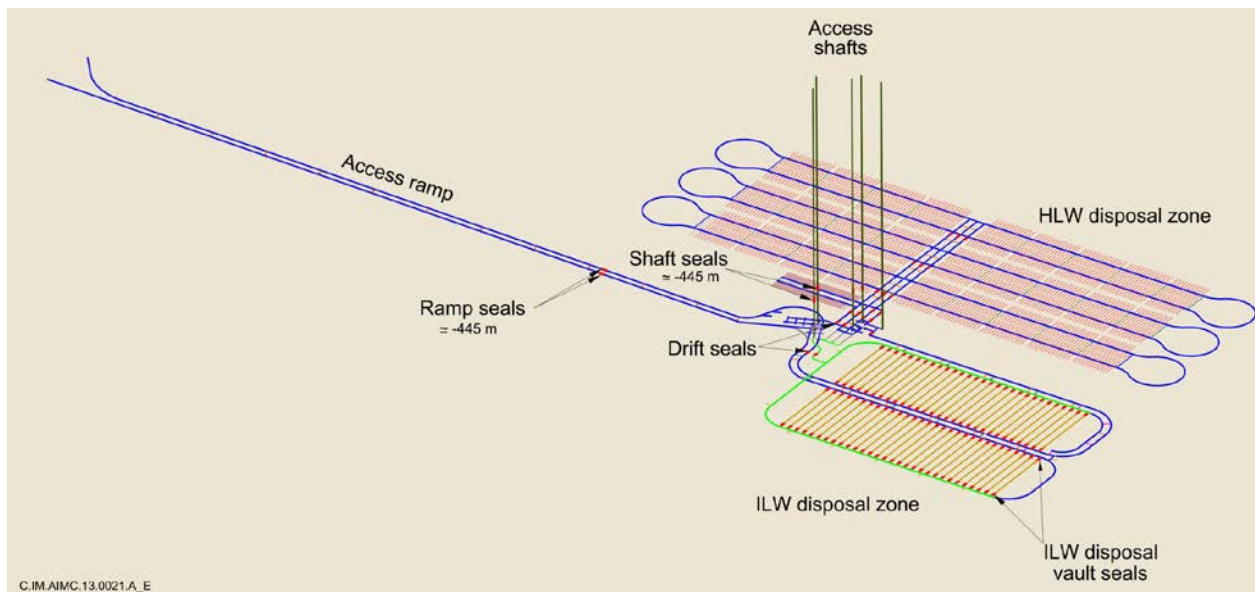 Access
shafts
Access ramp
HLW disposal zone
Shaft seals
≃ -445 m
Ramp seals
≃ -445 m
Drift seals
ILW disposal zone
ILW disposal
vault seals
C.IM.AIMC.13.0021.A_E